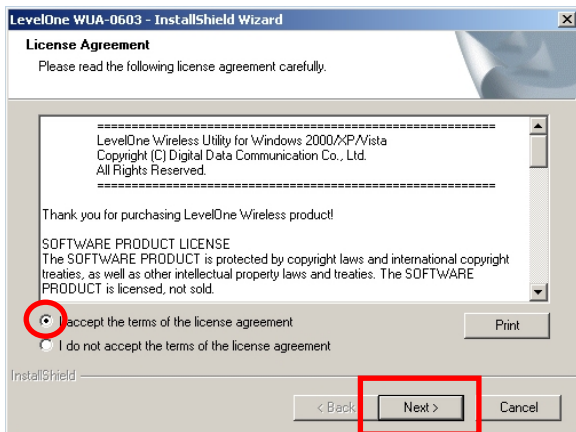 LevelOne WUA-0603 - InstallShield Wizard
License Agreement
Please read the following license agreement carefully.
============================================================
LevelOne Wireless Utility for Windows 2000/XP/Vista
Copyright (C) Digital Data Communication Co., Ltd.
All Rights Reserved.
============================================================
Thank you for purchasing LevelOne Wireless product!
SOFTWARE PRODUCT LICENSE
The SOFTWARE PRODUCT is protected by copyright laws and international copyright
treaties, as well as other intellectual property laws and treaties. The SOFTWARE
PRODUCT is licensed, not sold.
I accept the terms of the license agreement
Print
I do not accept the terms of the license agreement
InstallShield
< Back
Next >
Cancel